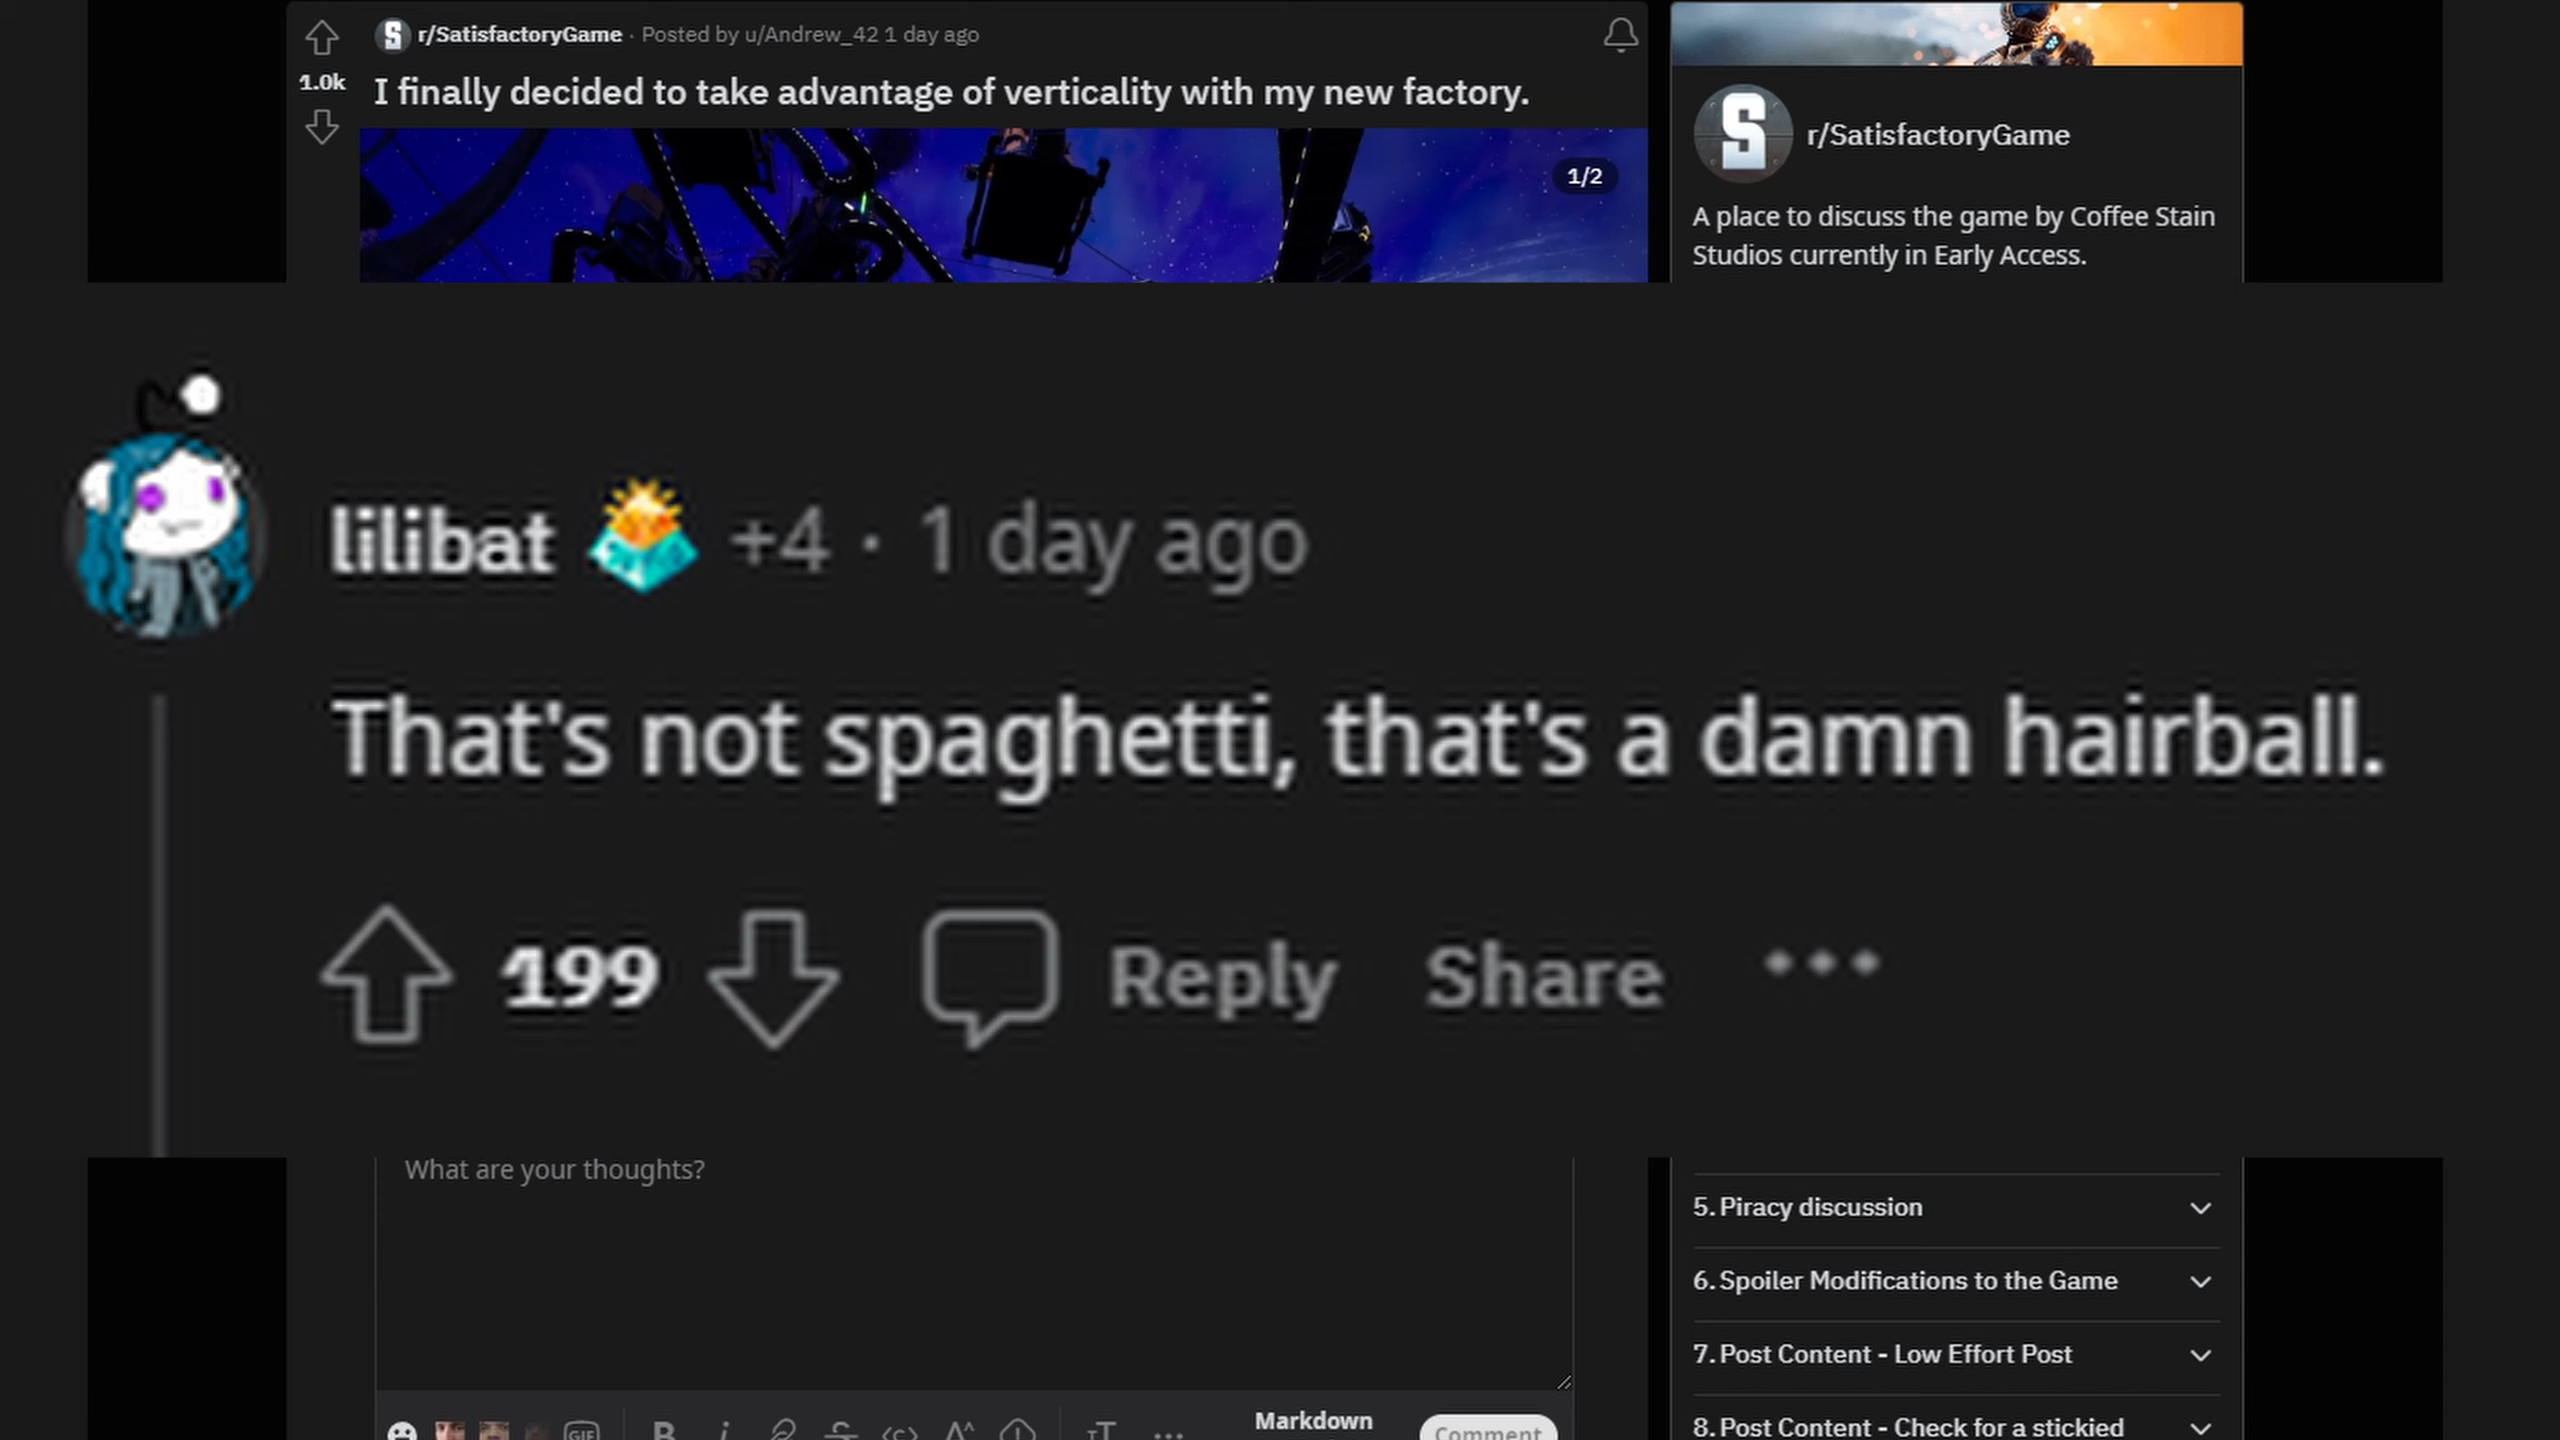 r/SatisfactoryGame · Posted by u/Andrew_42 1 day ago
1.0k
I finally decided to take advantage of verticality with my new factory.
1/2
S
r/SatisfactoryGame
A place to discuss the game by Coffee Stain
Studios currently in Early Access.
lilibat +4 · 1 day ago
That's not spaghetti, that's a damn hairball.
199 Reply Share •••
What are your thoughts?
GIF B i
Markdown
Comment
5. Piracy discussion
6. Spoiler Modifications to the Game
7. Post Content - Low Effort Post
8. Post Content - Check for a stickied